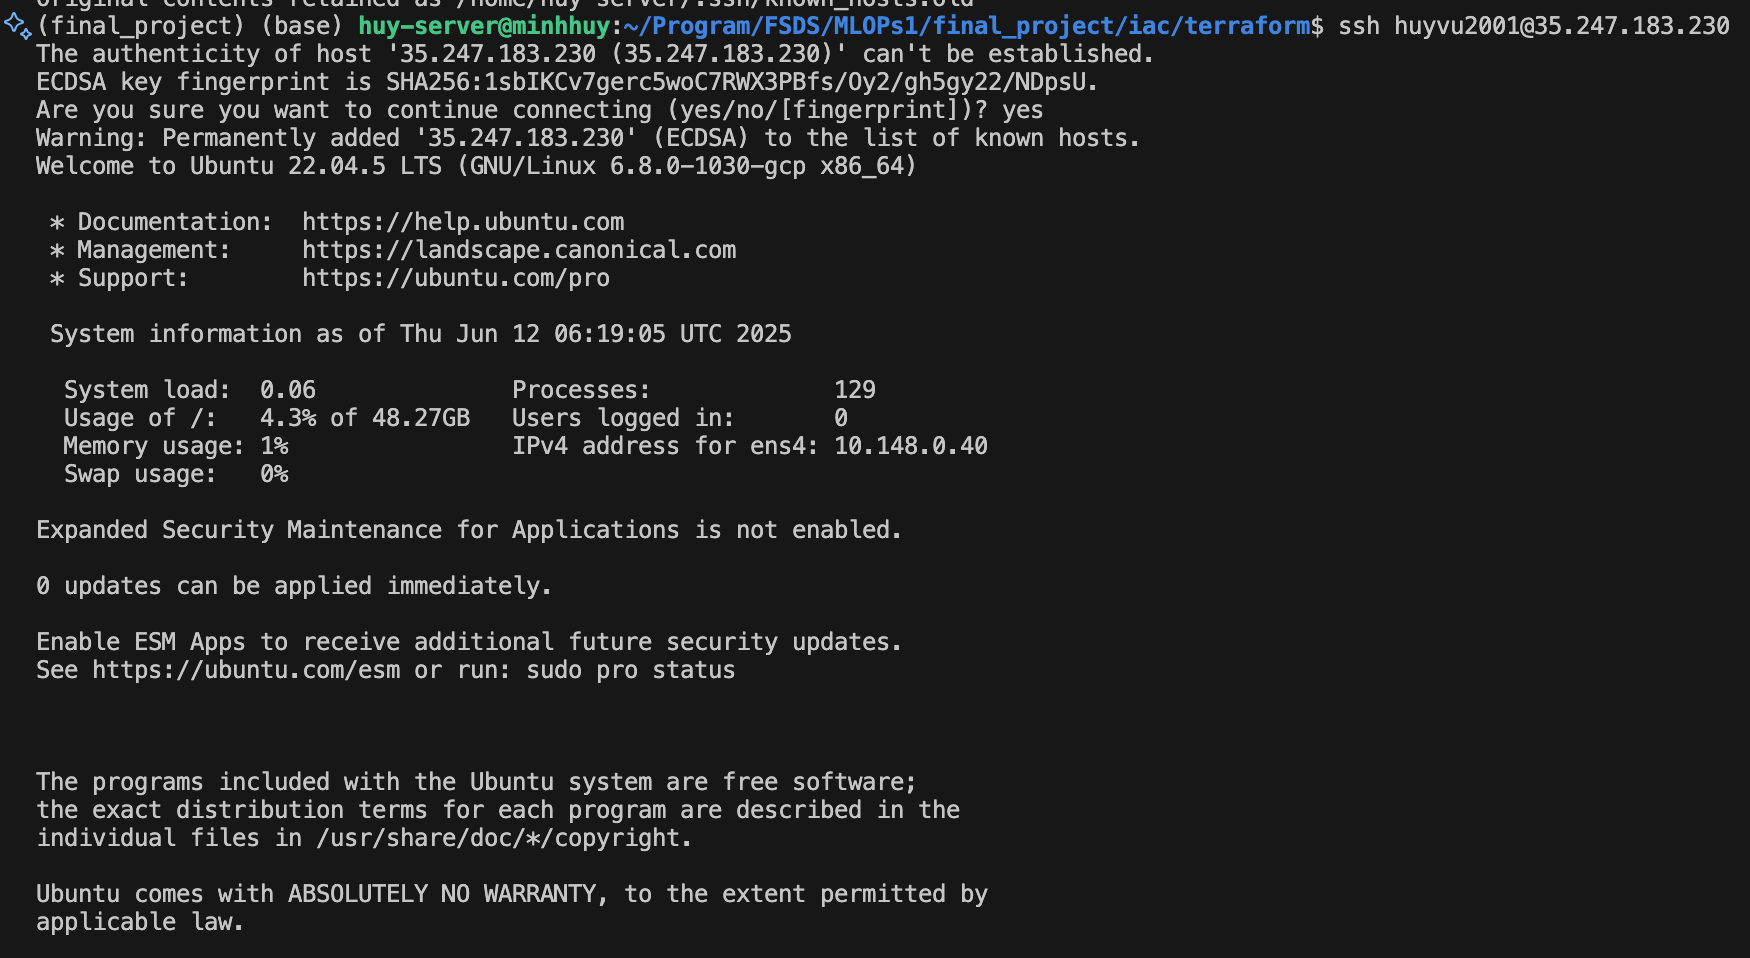 original contents retained as /home/huy-server/.ssh/known_hosts.old
(final_project) (base) huy-server@minhhuy:~/Program/FSDS/MLOPs1/final_project/iac/terraform$ ssh huyvu2001@35.247.183.230
The authenticity of host '35.247.183.230 (35.247.183.230)' can't be established.
ECDSA key fingerprint is SHA256:1sbIKCv7gerc5woC7RWX3PBfs/Oy2/gh5gy22/NDpsU.
Are you sure you want to continue connecting (yes/no/[fingerprint])? yes
Warning: Permanently added '35.247.183.230' (ECDSA) to the list of known hosts.
Welcome to Ubuntu 22.04.5 LTS (GNU/Linux 6.8.0-1030-gcp x86_64)
* Documentation:  https://help.ubuntu.com
* Management:     https://landscape.canonical.com
* Support:        https://ubuntu.com/pro
System information as of Thu Jun 12 06:19:05 UTC 2025
System load:  0.06              Processes:             129
Usage of /:   4.3% of 48.27GB   Users logged in:       0
Memory usage: 1%                IPv4 address for ens4: 10.148.0.40
Swap usage:   0%
Expanded Security Maintenance for Applications is not enabled.
0 updates can be applied immediately.
Enable ESM Apps to receive additional future security updates.
See https://ubuntu.com/esm or run: sudo pro status
The programs included with the Ubuntu system are free software;
the exact distribution terms for each program are described in the
individual files in /usr/share/doc/*/copyright.
Ubuntu comes with ABSOLUTELY NO WARRANTY, to the extent permitted by
applicable law.